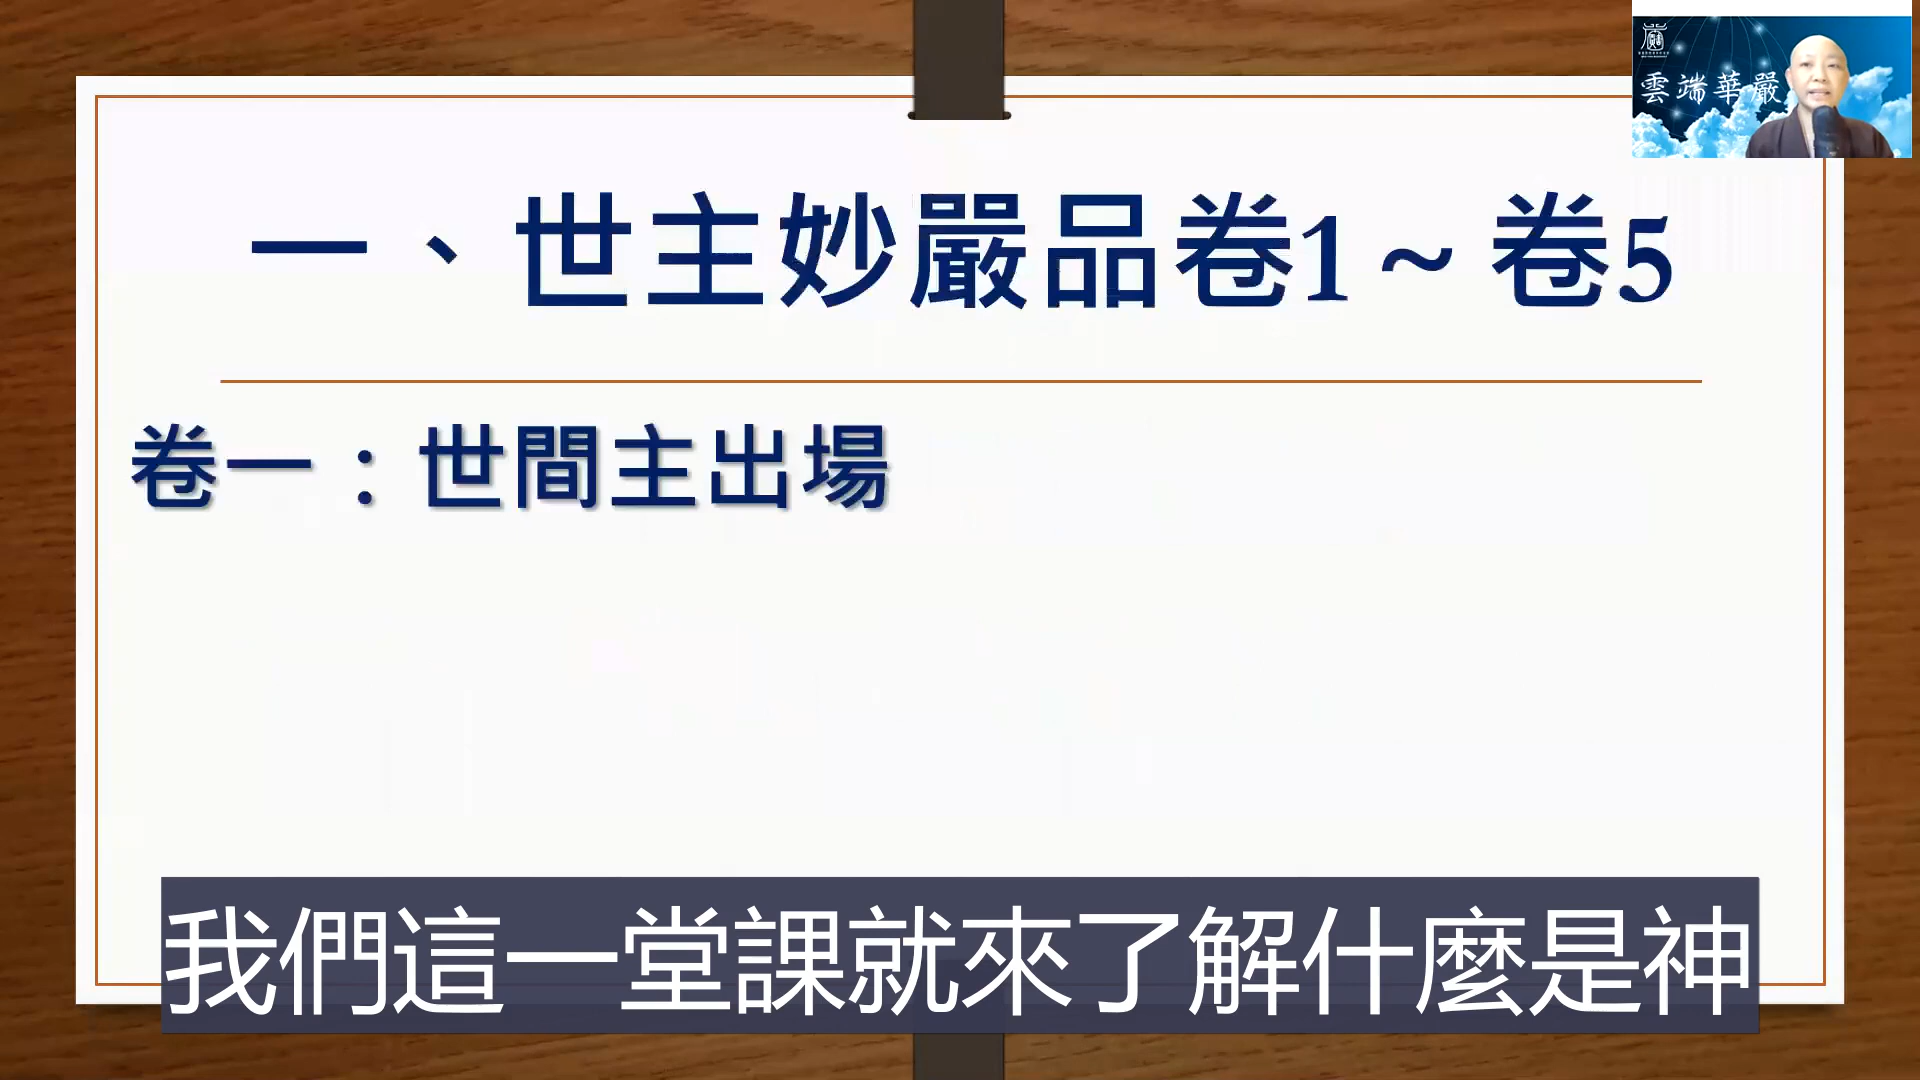 雲端華嚴
一、世主妙嚴品卷1～卷5
卷一：世間主出場
我們這一堂課就來了解什麼是神